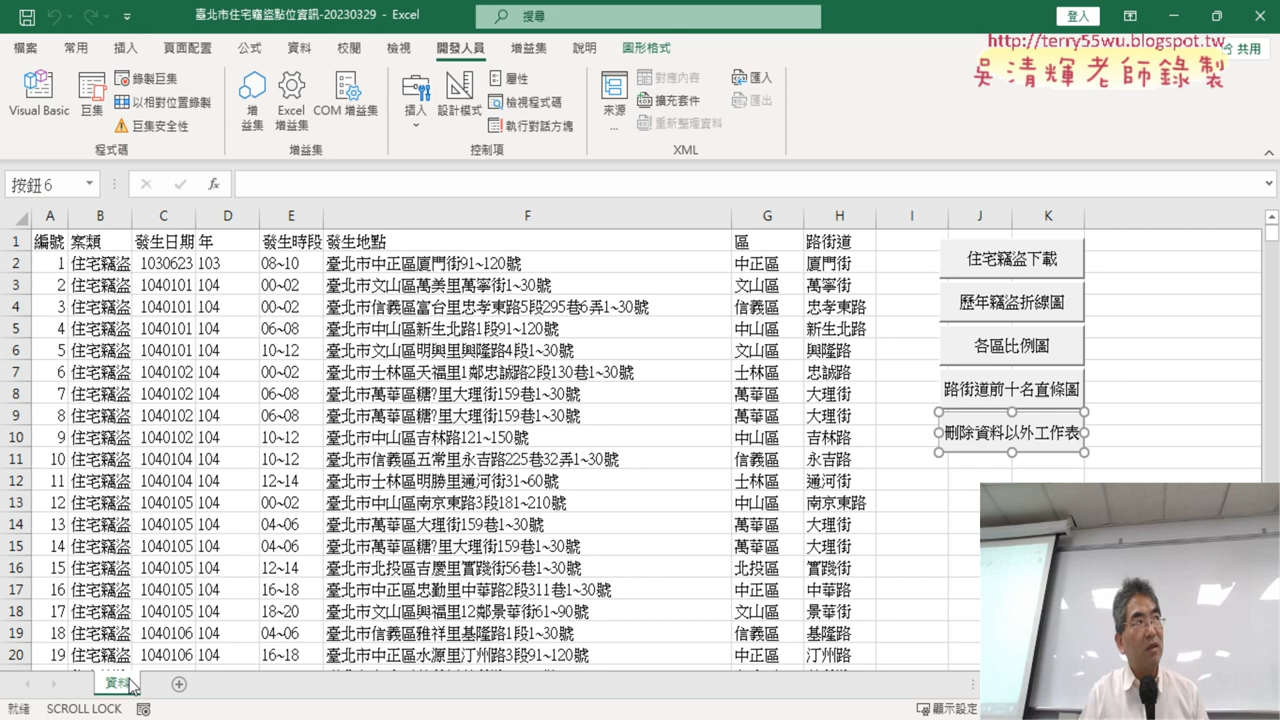 臺北市住宅竊盜點位資訊-20230329 - Excel
搜尋
登入
檔案 常用 插入 頁面配置 公式 資料 校閱 檢視 開發人員 增益集 說明 圖形格式
共用
http://terry55wu.blogspot.tw
吳清輝老師錄製
Visual Basic 巨集 錄製巨集 以相對位置錄製 巨集安全性
程式碼
增益集 Excel 增益集 COM 增益集
增益集
插入 設計模式 屬性 檢視程式碼 執行對話方塊
控制項
來源... 對應內容 擴充套件 重新整理資料 匯入 匯出
XML
按鈕 6
fx
A B C D E F G H I J K
1 編號 案類 發生日期 年 發生時段 發生地點 區 路街道
2 1 住宅竊盜 1030623 103 08~10 臺北市中正區廈門街91~120號 中正區 廈門街
3 2 住宅竊盜 1040101 104 00~02 臺北市文山區萬美里萬寧街1~30號 文山區 萬寧街
4 3 住宅竊盜 1040101 104 00~02 臺北市信義區富台里忠孝東路5段295巷6弄1~30號 信義區 忠孝東路
5 4 住宅竊盜 1040101 104 06~08 臺北市中山區新生北路1段91~120號 中山區 新生北路
6 5 住宅竊盜 1040101 104 10~12 臺北市文山區明興里興隆路4段1~30號 文山區 興隆路
7 6 住宅竊盜 1040102 104 00~02 臺北市士林區天福里1鄰忠誠路2段130巷1~30號 士林區 忠誠路
8 7 住宅竊盜 1040102 104 06~08 臺北市萬華區糖?里大理街159巷1~30號 萬華區 大理街
9 8 住宅竊盜 1040102 104 06~08 臺北市萬華區糖?里大理街159巷1~30號 萬華區 大理街
10 9 住宅竊盜 1040102 104 10~12 臺北市中山區吉林路121~150號 中山區 吉林路
11 10 住宅竊盜 1040104 104 10~12 臺北市信義區五常里永吉路225巷32弄1~30號 信義區 永吉路
12 11 住宅竊盜 1040104 104 12~14 臺北市士林區明勝里通河街31~60號 士林區 通河街
13 12 住宅竊盜 1040105 104 00~02 臺北市中山區南京東路3段181~210號 中山區 南京東路
14 13 住宅竊盜 1040105 104 04~06 臺北市萬華區大理街159巷1~30號 萬華區 大理街
15 14 住宅竊盜 1040105 104 04~06 臺北市萬華區糖?里大理街159巷1~30號 萬華區 大理街
16 15 住宅竊盜 1040105 104 12~14 臺北市北投區吉慶里實踐街56巷1~30號 北投區 實踐街
17 16 住宅竊盜 1040105 104 16~18 臺北市中正區忠勤里中華路2段311巷1~30號 中正區 中華路
18 17 住宅竊盜 1040105 104 18~20 臺北市文山區興福里12鄰景華街61~90號 文山區 景華街
19 18 住宅竊盜 1040106 104 04~06 臺北市信義區雅祥里基隆路1段1~30號 信義區 基隆路
20 19 住宅竊盜 1040106 104 16~18 臺北市中正區水源里汀州路3段91~120號 中正區 汀州路
住宅竊盜下載
歷年竊盜折線圖
各區比例圖
路街道前十名直條圖
刪除資料以外工作表
資料
就緒 SCROLL LOCK 顯示設定